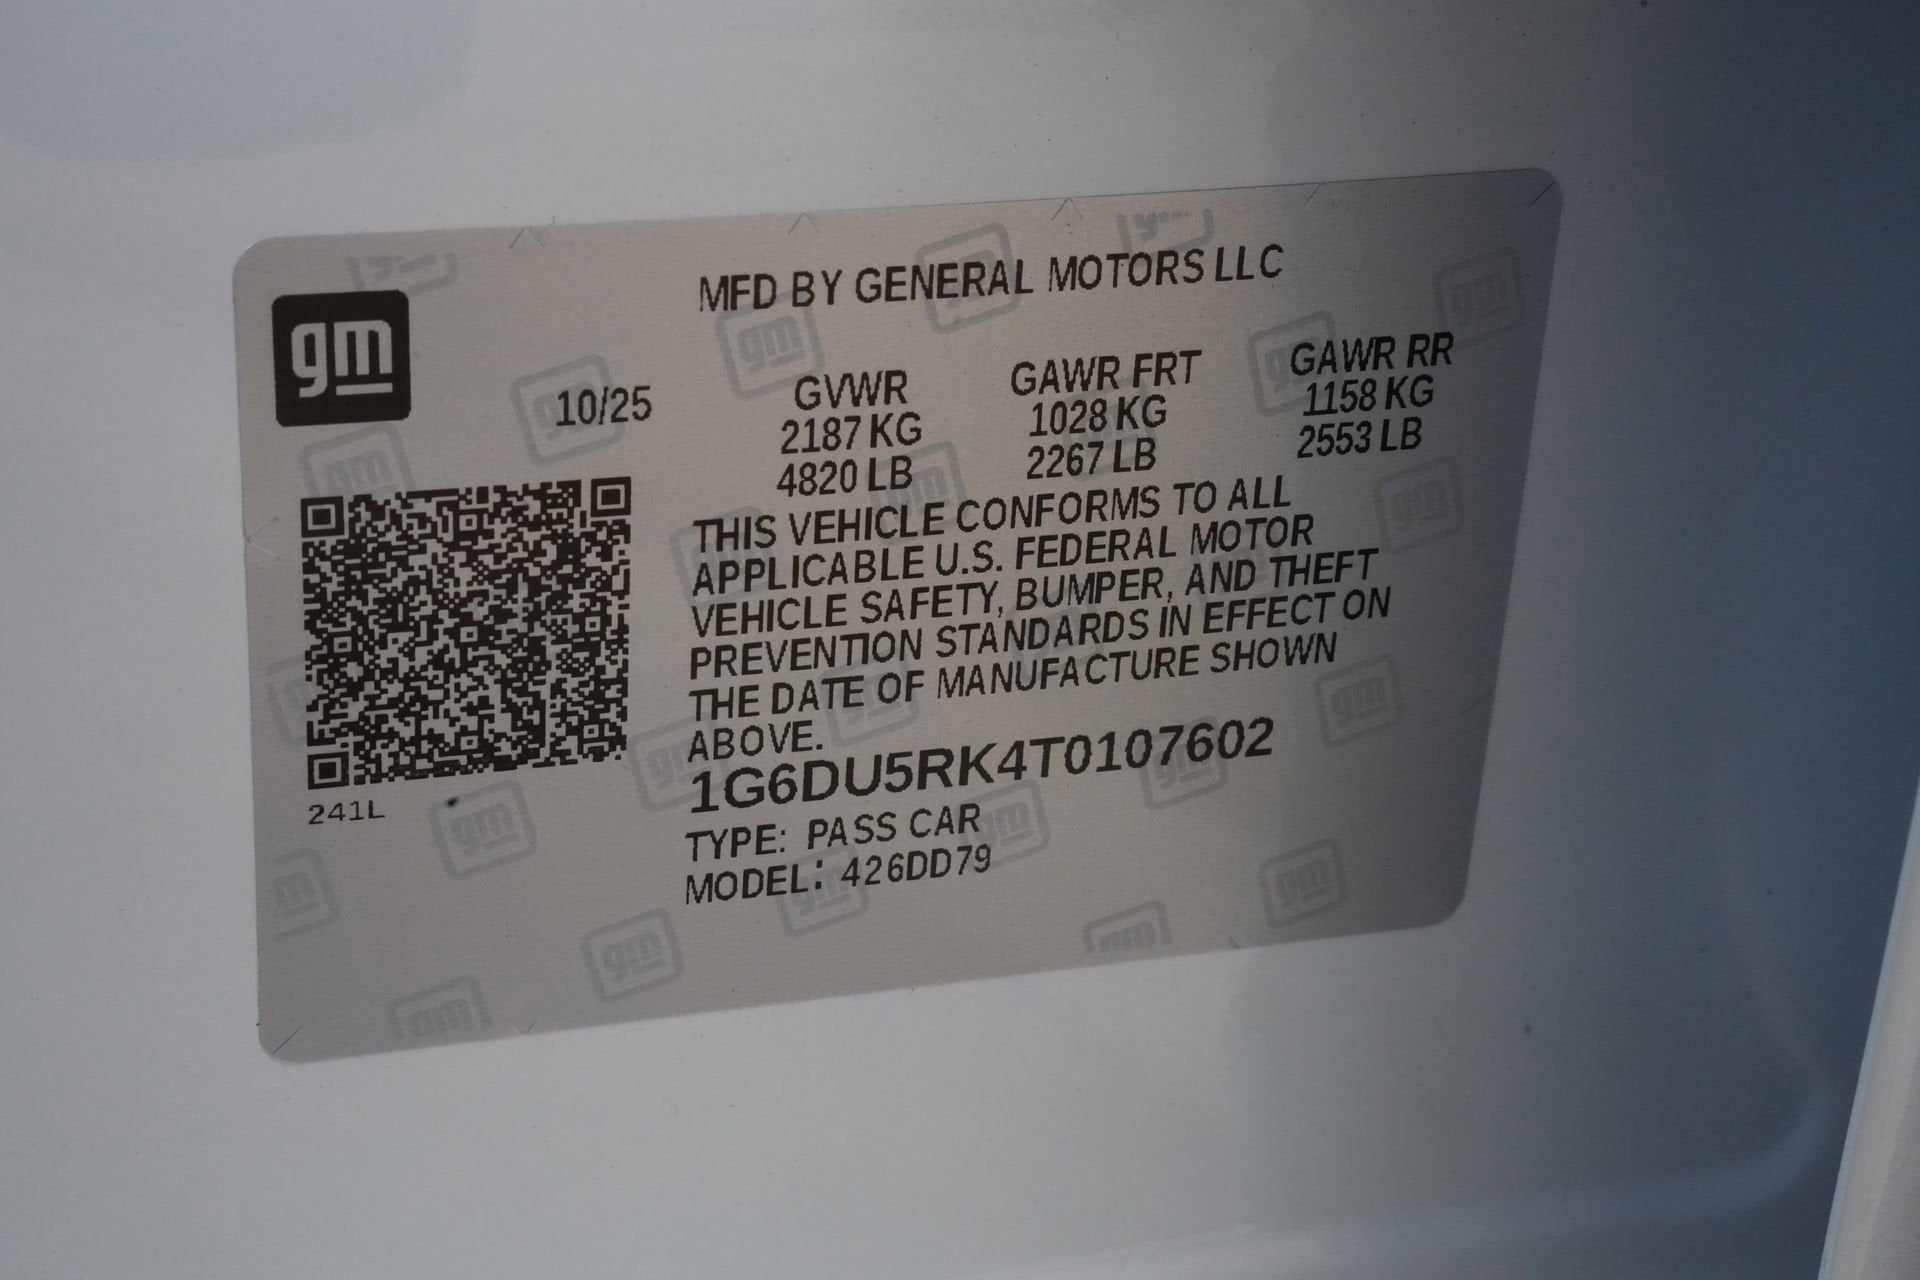 gm
MFD BY GENERAL MOTORS LLC
10/25
GVWR GAWR FRT GAWR RR
2187 KG 1028 KG 1158 KG
4820 LB 2267 LB 2553 LB
THIS VEHICLE CONFORMS TO ALL
APPLICABLE U.S. FEDERAL MOTOR
VEHICLE SAFETY, BUMPER, AND THEFT
PREVENTION STANDARDS IN EFFECT ON
THE DATE OF MANUFACTURE SHOWN
ABOVE.
1G6DU5RK4T0107602
241L
TYPE: PASS CAR
MODEL: 426DD79